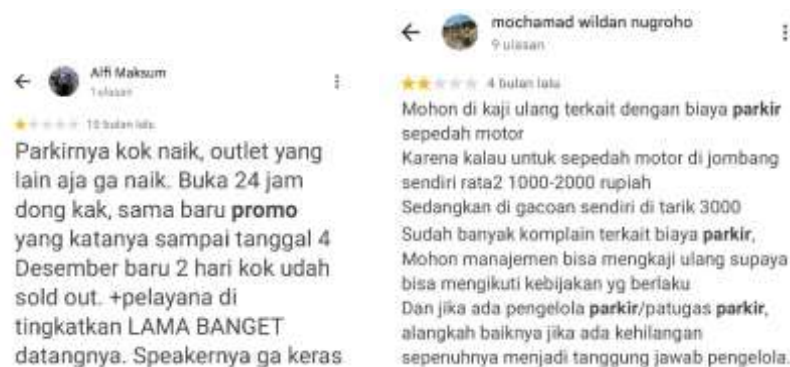 Alfi Maksum
1 ulasan
10 bulan lalu
Parkirnya kok naik, outlet yang
lain aja ga naik. Buka 24 jam
dong kak, sama baru promo
yang katanya sampai tanggal 4
Desember baru 2 hari kok udah
sold out. +pelayana di
tingkatkan LAMA BANGET
datangnya. Speakernya ga keras
mochamad wildan nugroho
9 ulasan
4 bulan lalu
Mohon di kaji ulang terkait dengan biaya parkir
sepedah motor
Karena kalau untuk sepedah motor di jombang
sendiri rata2 1000-2000 rupiah
Sedangkan di gacoan sendiri di tarik 3000
Sudah banyak komplain terkait biaya parkir,
Mohon manajemen bisa mengkaji ulang supaya
bisa mengikuti kebijakan yg berlaku
Dan jika ada pengelola parkir/patugas parkir,
alangkah baiknya jika ada kehilangan
sepenuhnya menjadi tanggung jawab pengelola.